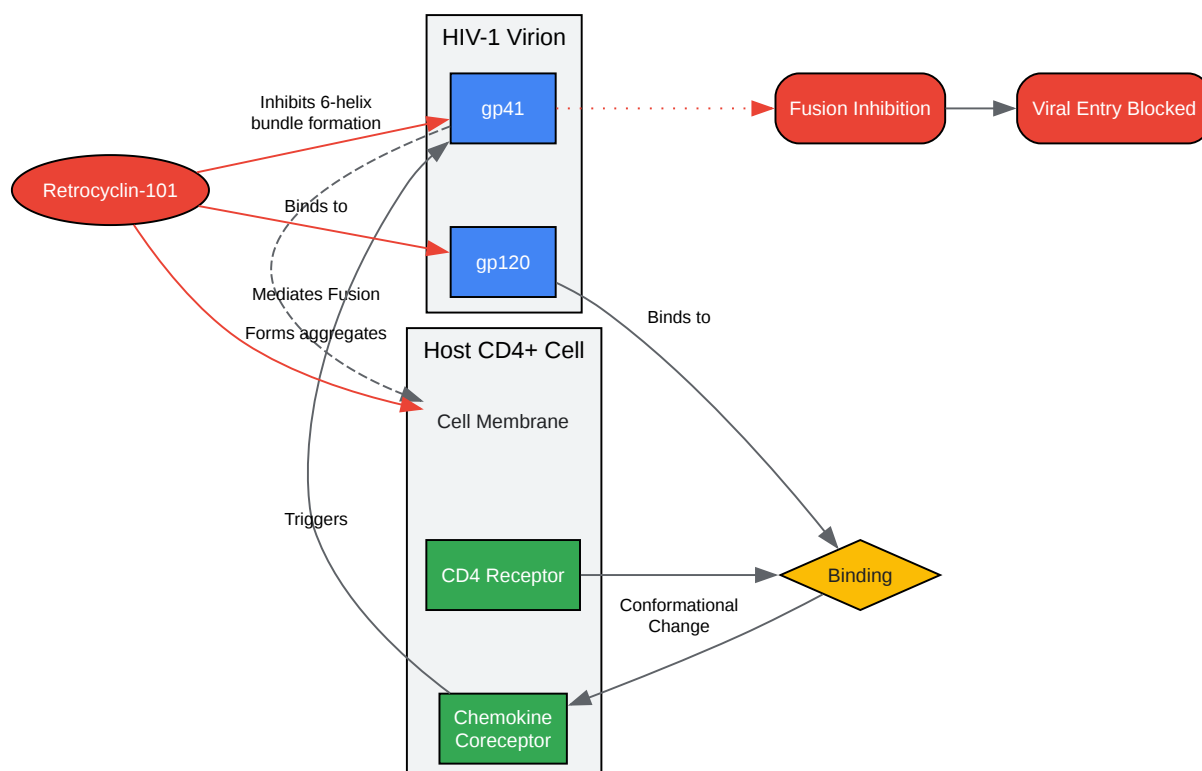 HIV-1 Virion
Inhibits 6-helix
bundle formation
gp41
Fusion Inhibition
Viral Entry Blocked
Retrocyclin-101
Binds to
gp120
Mediates Fusion
Binds to
Forms aggregates
Host CD4+ Cell
Cell Membrane
Triggers
CD4 Receptor
Binding
Conformational
Change
Chemokine
Coreceptor